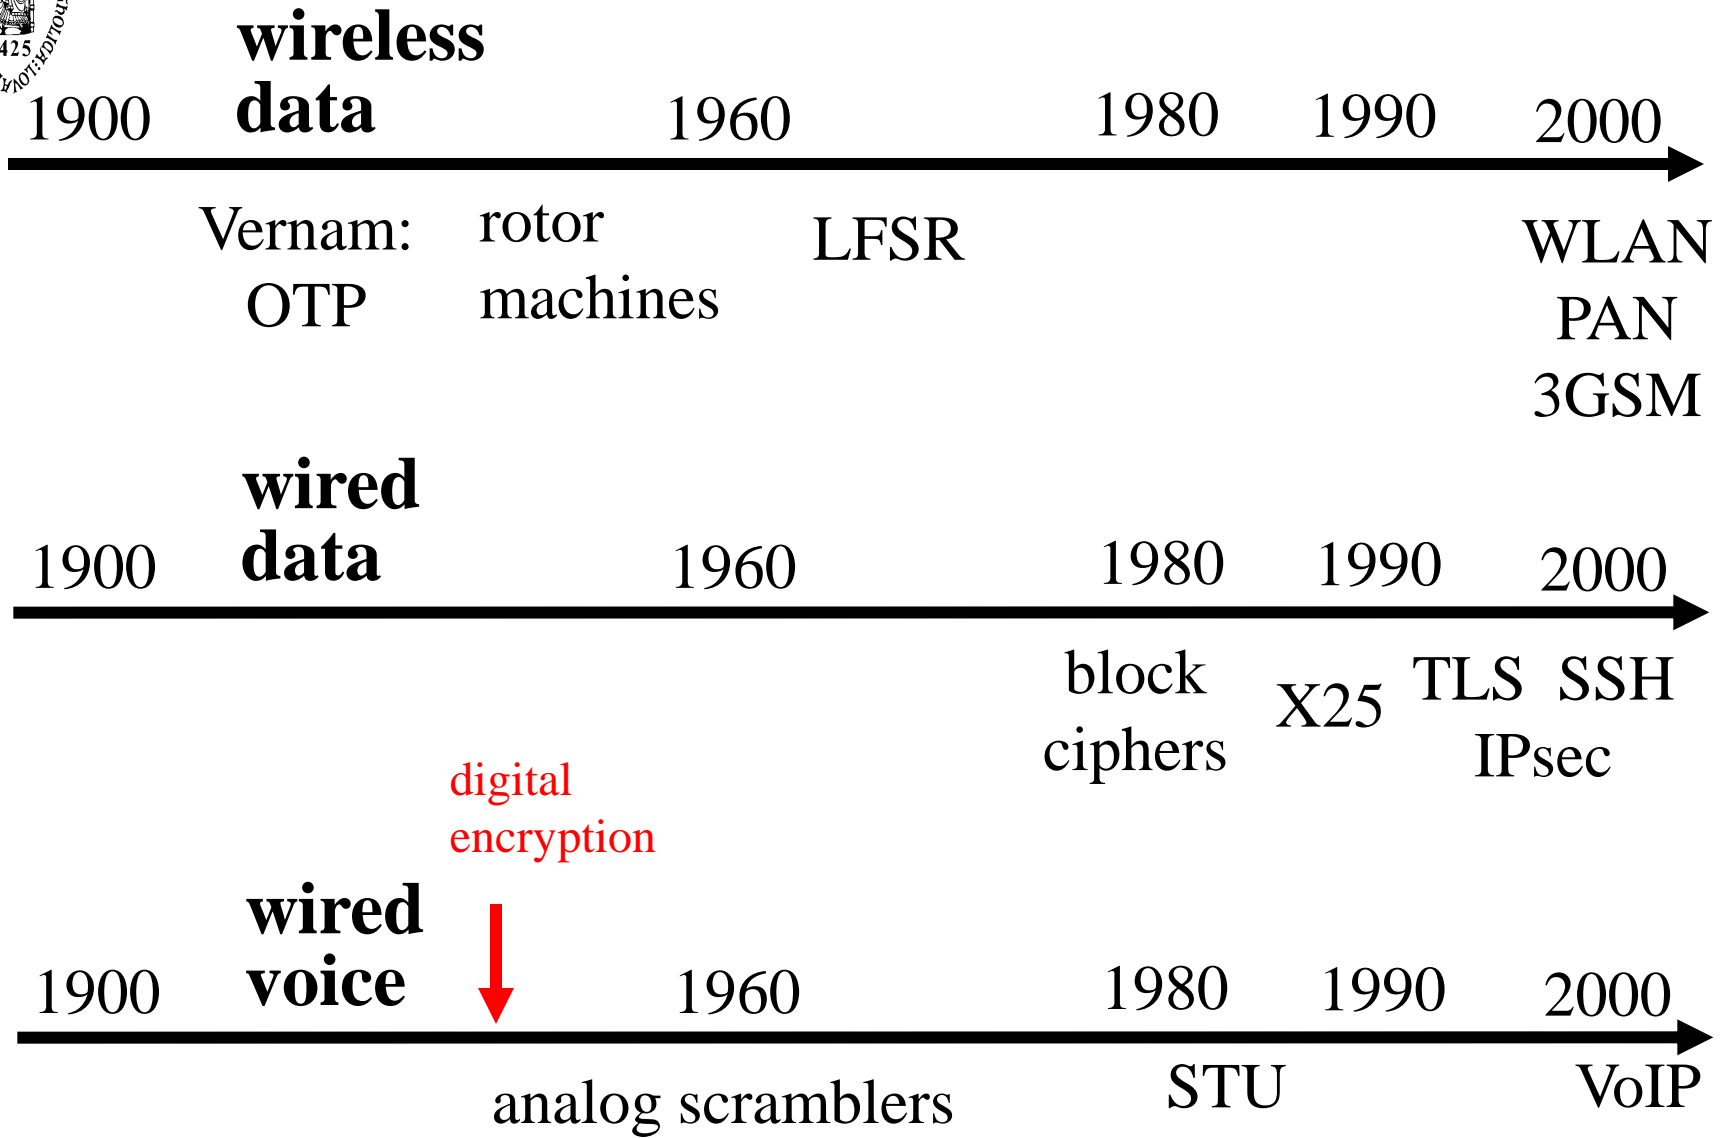 425
wireless
data
1900 1960 1980 1990 2000
Vernam: rotor LFSR WLAN
OTP machines PAN
3GSM
wired
data
1900 1960 1980 1990 2000
block X25 TLS SSH
ciphers IPsec
digital
encryption
wired
voice
1900 1960 1980 1990 2000
analog scramblers STU VoIP